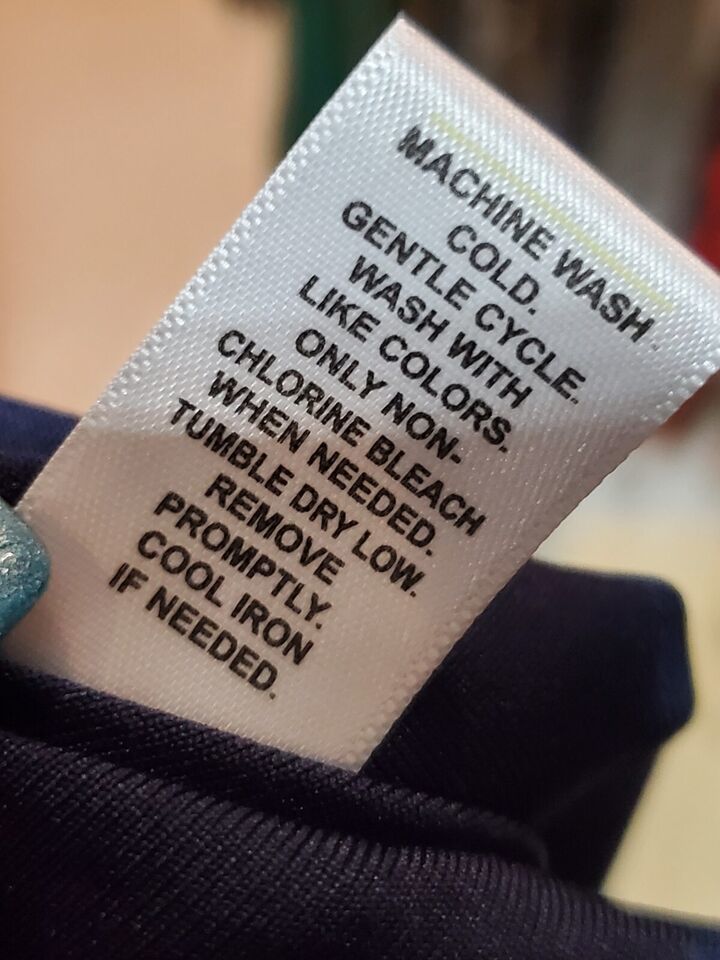 MACHINE WASH
COLD.
GENTLE CYCLE.
WASH WITH
LIKE COLORS.
ONLY NON-
CHLORINE BLEACH
WHEN NEEDED.
TUMBLE DRY LOW.
REMOVE
PROMPTLY.
COOL IRON
IF NEEDED.